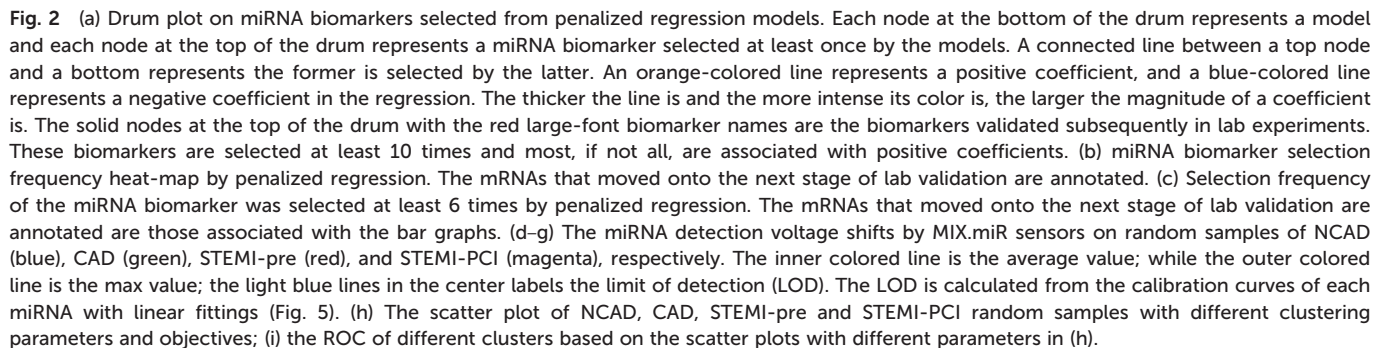 Fig. 2 (a) Drum plot on miRNA biomarkers selected from penalized regression models. Each node at the bottom of the drum represents a model
and each node at the top of the drum represents a miRNA biomarker selected at least once by the models. A connected line between a top node
and a bottom represents the former is selected by the latter. An orange-colored line represents a positive coefficient, and a blue-colored line
represents a negative coefficient in the regression. The thicker the line is and the more intense its color is, the larger the magnitude of a coefficient
is. The solid nodes at the top of the drum with the red large-font biomarker names are the biomarkers validated subsequently in lab experiments.
These biomarkers are selected at least 10 times and most, if not all, are associated with positive coefficients. (b) miRNA biomarker selection
frequency heat-map by penalized regression. The mRNAs that moved onto the next stage of lab validation are annotated. (c) Selection frequency
of the miRNA biomarker was selected at least 6 times by penalized regression. The mRNAs that moved onto the next stage of lab validation are
annotated are those associated with the bar graphs. (d–g) The miRNA detection voltage shifts by MIX.miR sensors on random samples of NCAD
(blue), CAD (green), STEMI-pre (red), and STEMI-PCI (magenta), respectively. The inner colored line is the average value; while the outer colored
line is the max value; the light blue lines in the center labels the limit of detection (LOD). The LOD is calculated from the calibration curves of each
miRNA with linear fittings (Fig. 5). (h) The scatter plot of NCAD, CAD, STEMI-pre and STEMI-PCI random samples with different clustering
parameters and objectives; (i) the ROC of different clusters based on the scatter plots with different parameters in (h).